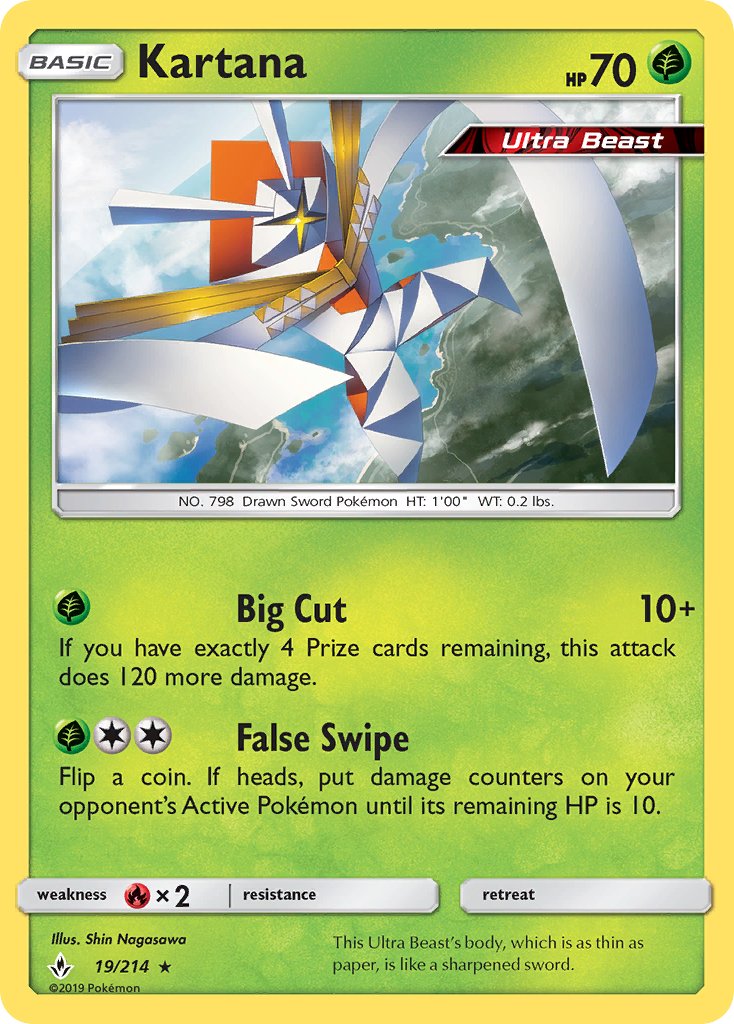 BASIC Kartana HP70
Ultra Beast
NO. 798 Drawn Sword Pokémon HT: 1'00" WT: 0.2 lbs.
Big Cut 10+
If you have exactly 4 Prize cards remaining, this attack
does 120 more damage.
False Swipe
Flip a coin. If heads, put damage counters on your
opponent's Active Pokémon until its remaining HP is 10.
weakness ×2 resistance retreat
Illus. Shin Nagasawa
19/214 ★
©2019 Pokémon
This Ultra Beast's body, which is as thin as
paper, is like a sharpened sword.